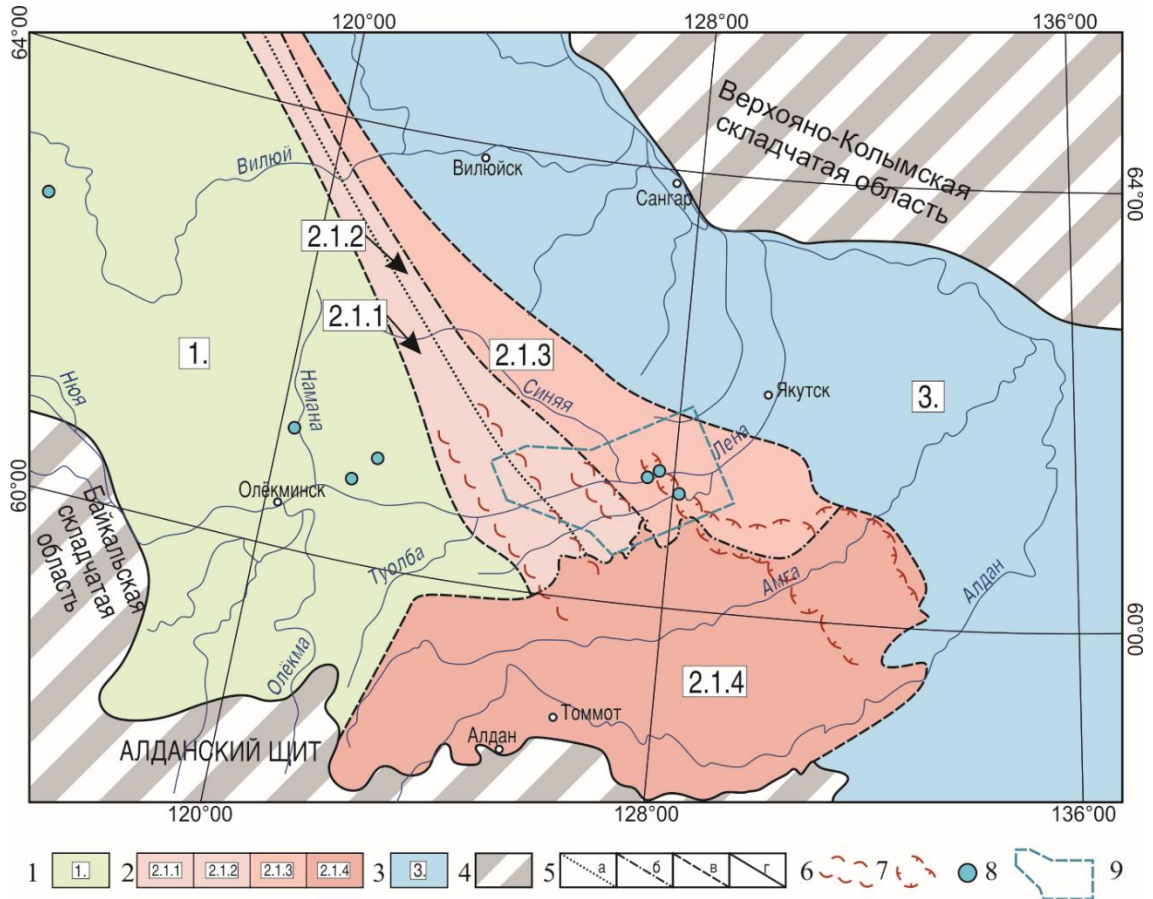 120°00
128°00
136°00
64°00
Верхояно-Колымская
складчатая область
Вилюй
Вилюйск
Сангар
64°00
2.1.2
2.1.1
2.1.3
1.
Нюя
Намана
Синяя
Якутск
3.
Лена
60°00
Олёкминск
Байкальская
складчатая
область
Туолба
Амга
Алдан
60°00
Олёкма
2.1.4
Томмот
Алдан
АЛДАНСКИЙ ЩИТ
120°00
128°00
136°00
1 1. 2 2.1.1 2.1.2 2.1.3 2.1.4 3 3. 4 5 а б в г 6 7 8 9